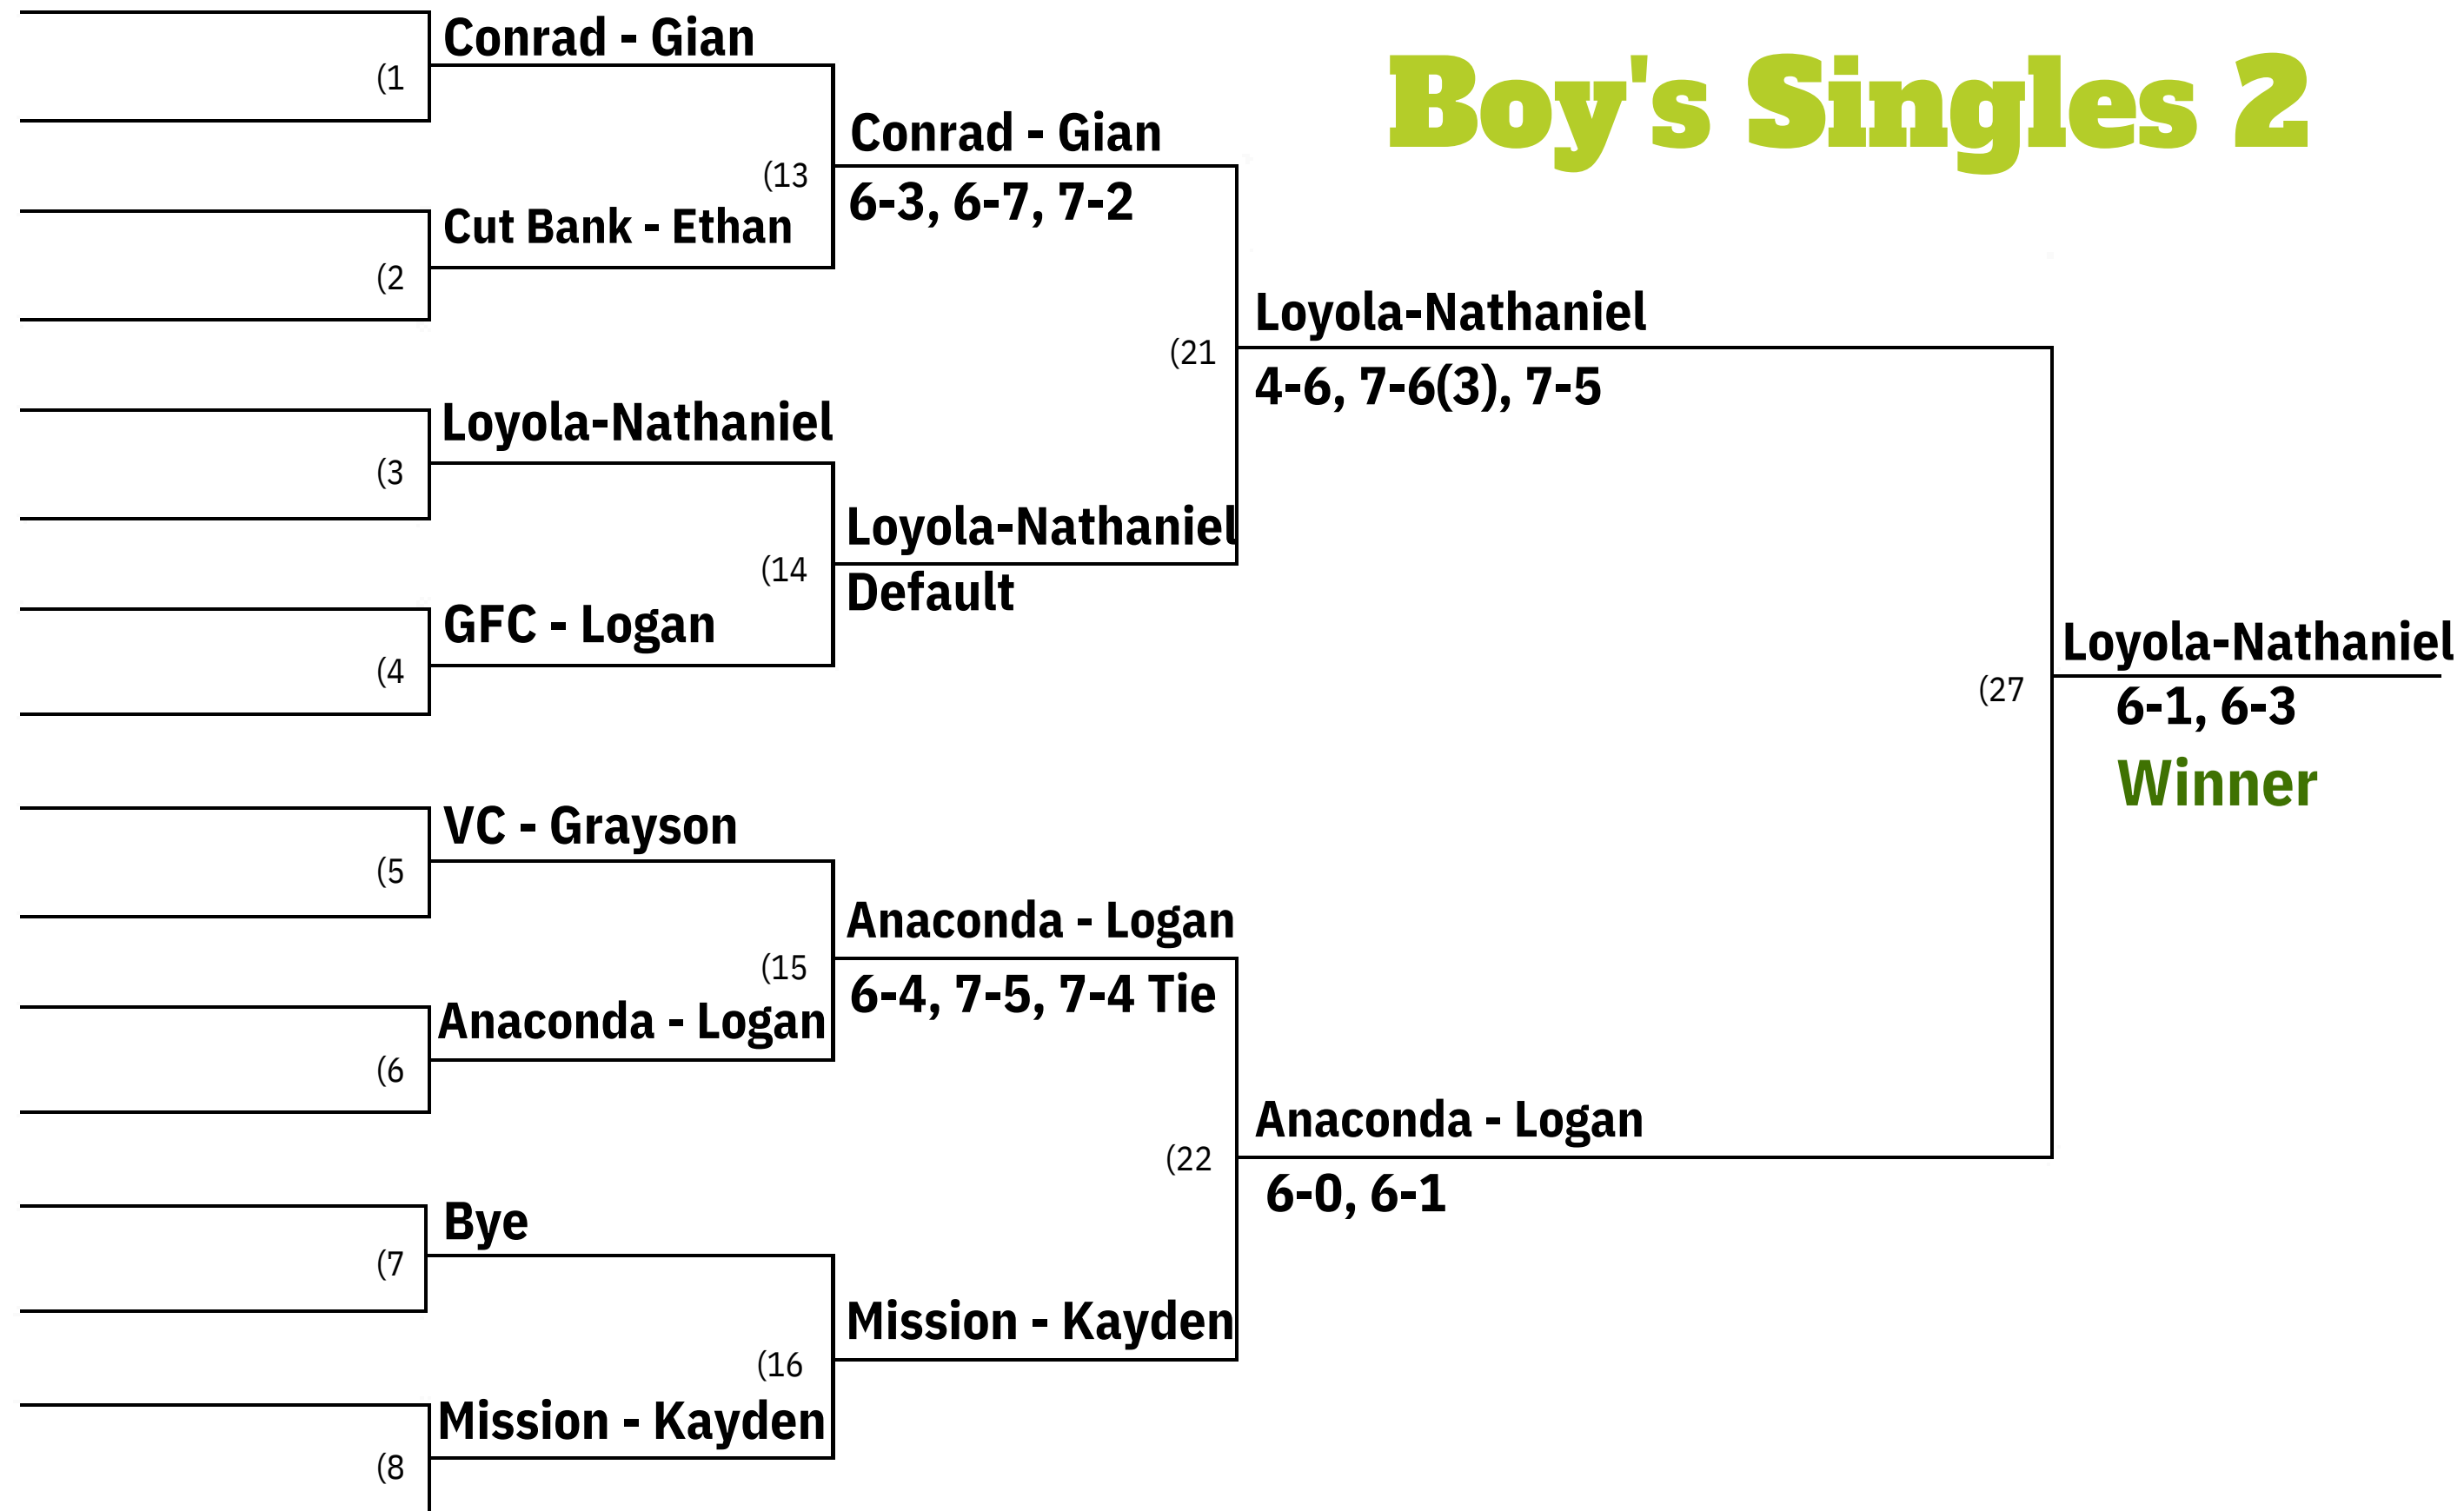 Boy's Singles 2
Conrad - Gian
(1
Conrad - Gian
(13
6-3, 6-7, 7-2
Cut Bank - Ethan
(2
Loyola-Nathaniel
(21
4-6, 7-6(3), 7-5
Loyola-Nathaniel
(3
Loyola-Nathaniel
(14
Default
GFC - Logan
(4
Loyola-Nathaniel
(27
6-1, 6-3
Winner
VC - Grayson
(5
Anaconda - Logan
(15
6-4, 7-5, 7-4 Tie
Anaconda - Logan
(6
Anaconda - Logan
(22
6-0, 6-1
Bye
(7
Mission - Kayden
(16
Mission - Kayden
(8